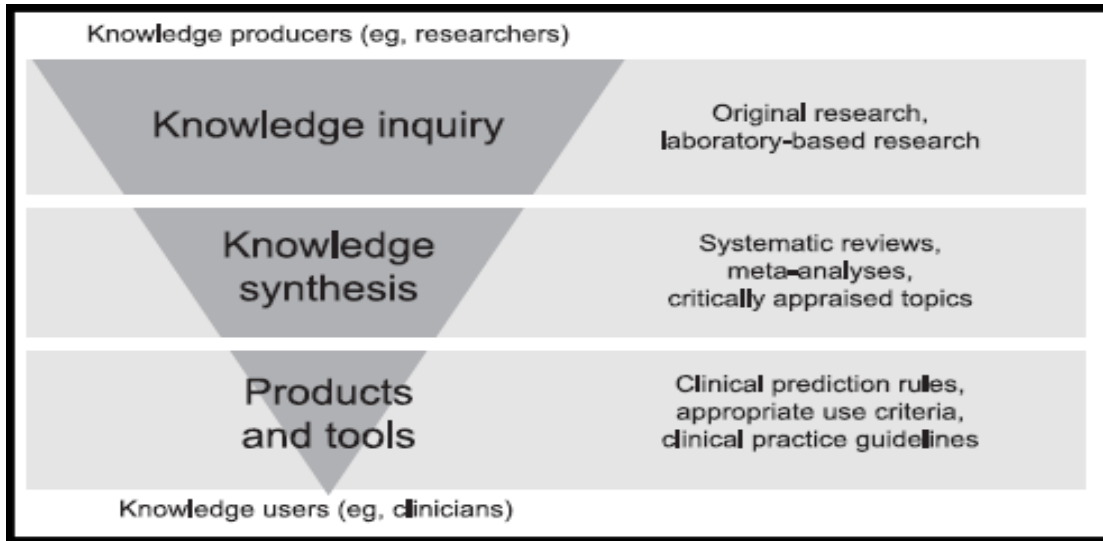 Knowledge producers (eg, researchers)
Knowledge inquiry
Original research,
laboratory-based research
Knowledge
synthesis
Systematic reviews,
meta-analyses,
critically appraised topics
Products
and tools
Clinical prediction rules,
appropriate use criteria,
clinical practice guidelines
Knowledge users (eg, clinicians)